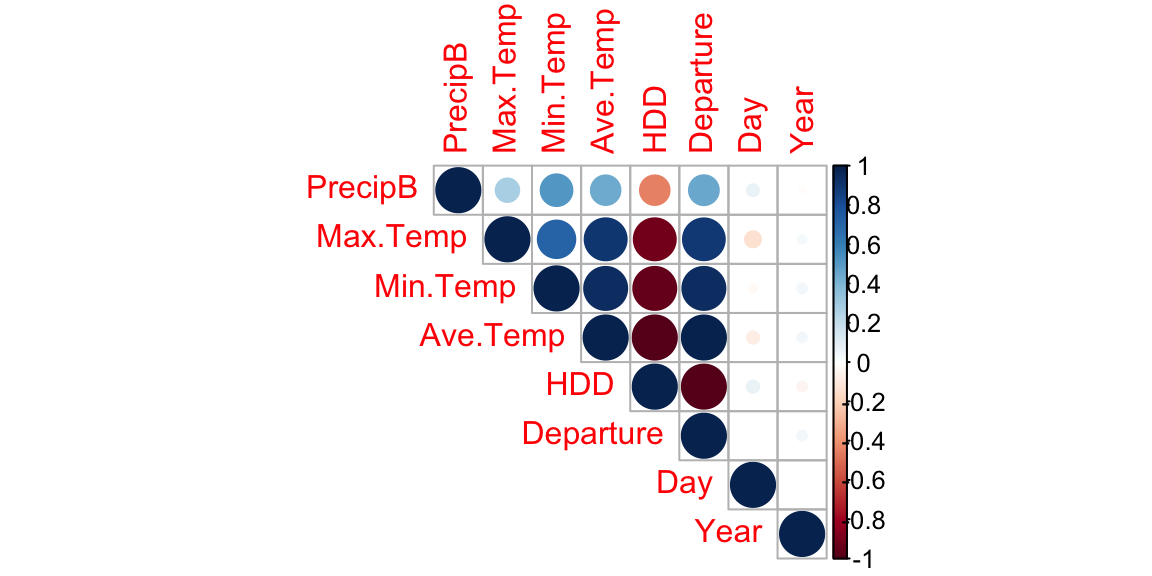 PrecipB
Max.Temp
Min.Temp
Ave.Temp
HDD
Departure
Day
Year
PrecipB
Max.Temp
Min.Temp
Ave.Temp
HDD
Departure
Day
Year
1
0.8
0.6
0.4
0.2
0
-0.2
-0.4
-0.6
-0.8
-1